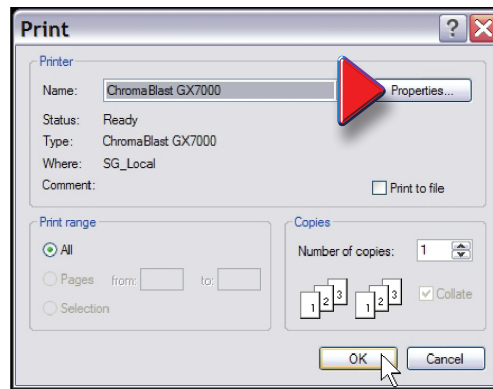 Print
Printer
Name: ChromaBlast GX7000 Properties...
Status: Ready
Type: ChromaBlast GX7000
Where: SG_Local
Comment: Print to file
Print range
All
Pages from: to:
Selection
Copies
Number of copies: 1
1 2 3 1 2 3 Collate
OK Cancel